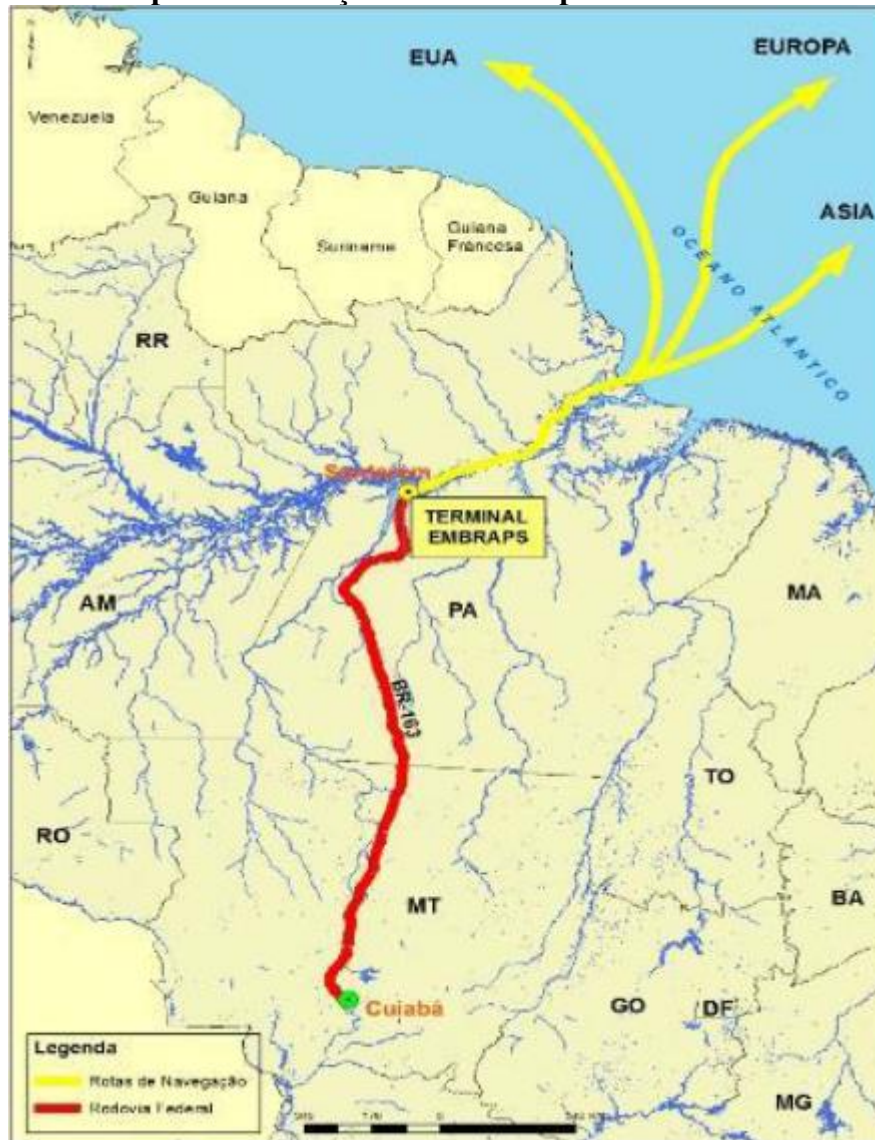 EUA
EUROPA
Venezuela
Guiana
Suriname
Guiana
Francesa
ASIA
OCEANO ATLÂNTICO
RR
Santarem
TERMINAL
EMBRAPS
AM
PA
MA
BR-163
TO
RO
MT
BA
Cuiabá
GO
DF
MG
Legenda
Rotas de Navegação
Rodovia Federal